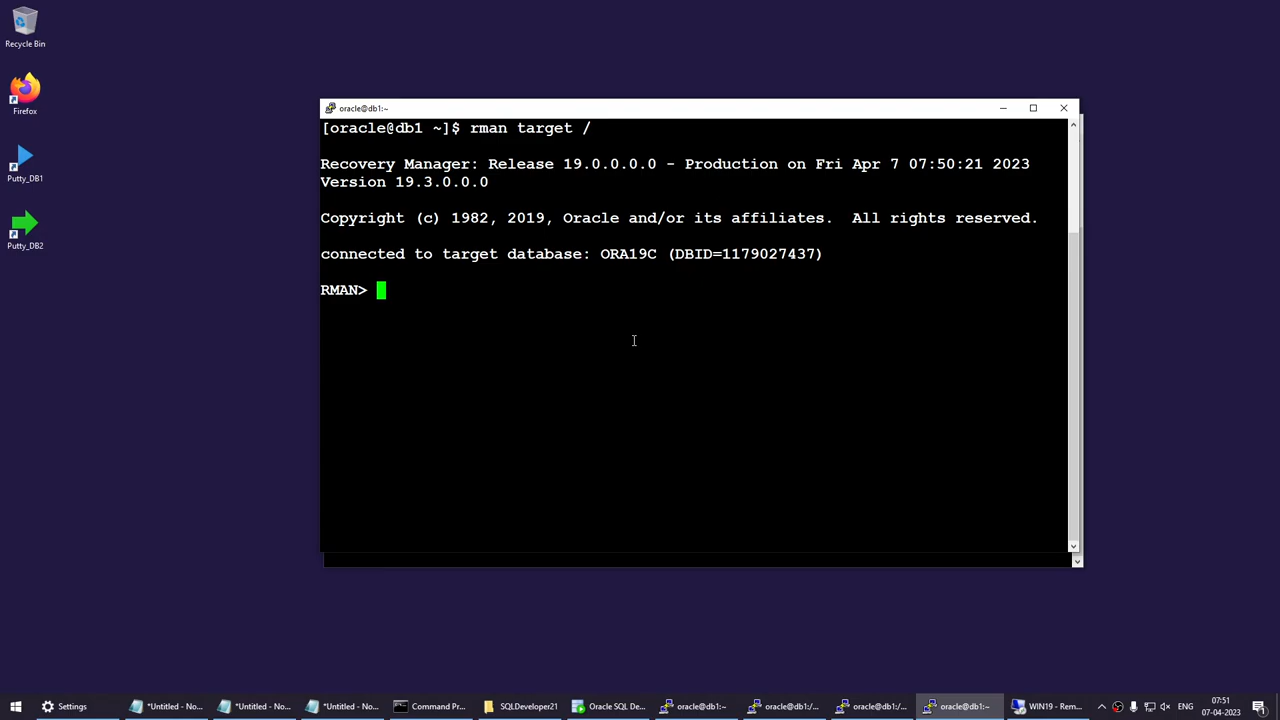 Recycle Bin
Firefox
Putty_DB1
Putty_DB2
oracle@db1:~
[oracle@db1 ~]$ rman target /
Recovery Manager: Release 19.0.0.0.0 - Production on Fri Apr 7 07:50:21 2023
Version 19.3.0.0.0
Copyright (c) 1982, 2019, Oracle and/or its affiliates.  All rights reserved.
connected to target database: ORA19C (DBID=1179027437)
RMAN>
Settings
*Untitled - No...
*Untitled - No...
*Untitled - No...
Command Pr...
SQLDeveloper21
Oracle SQL De...
oracle@db1:~
oracle@db1:/...
oracle@db1:/...
oracle@db1:~
WIN19 - Rem...
ENG
07:51
07-04-2023